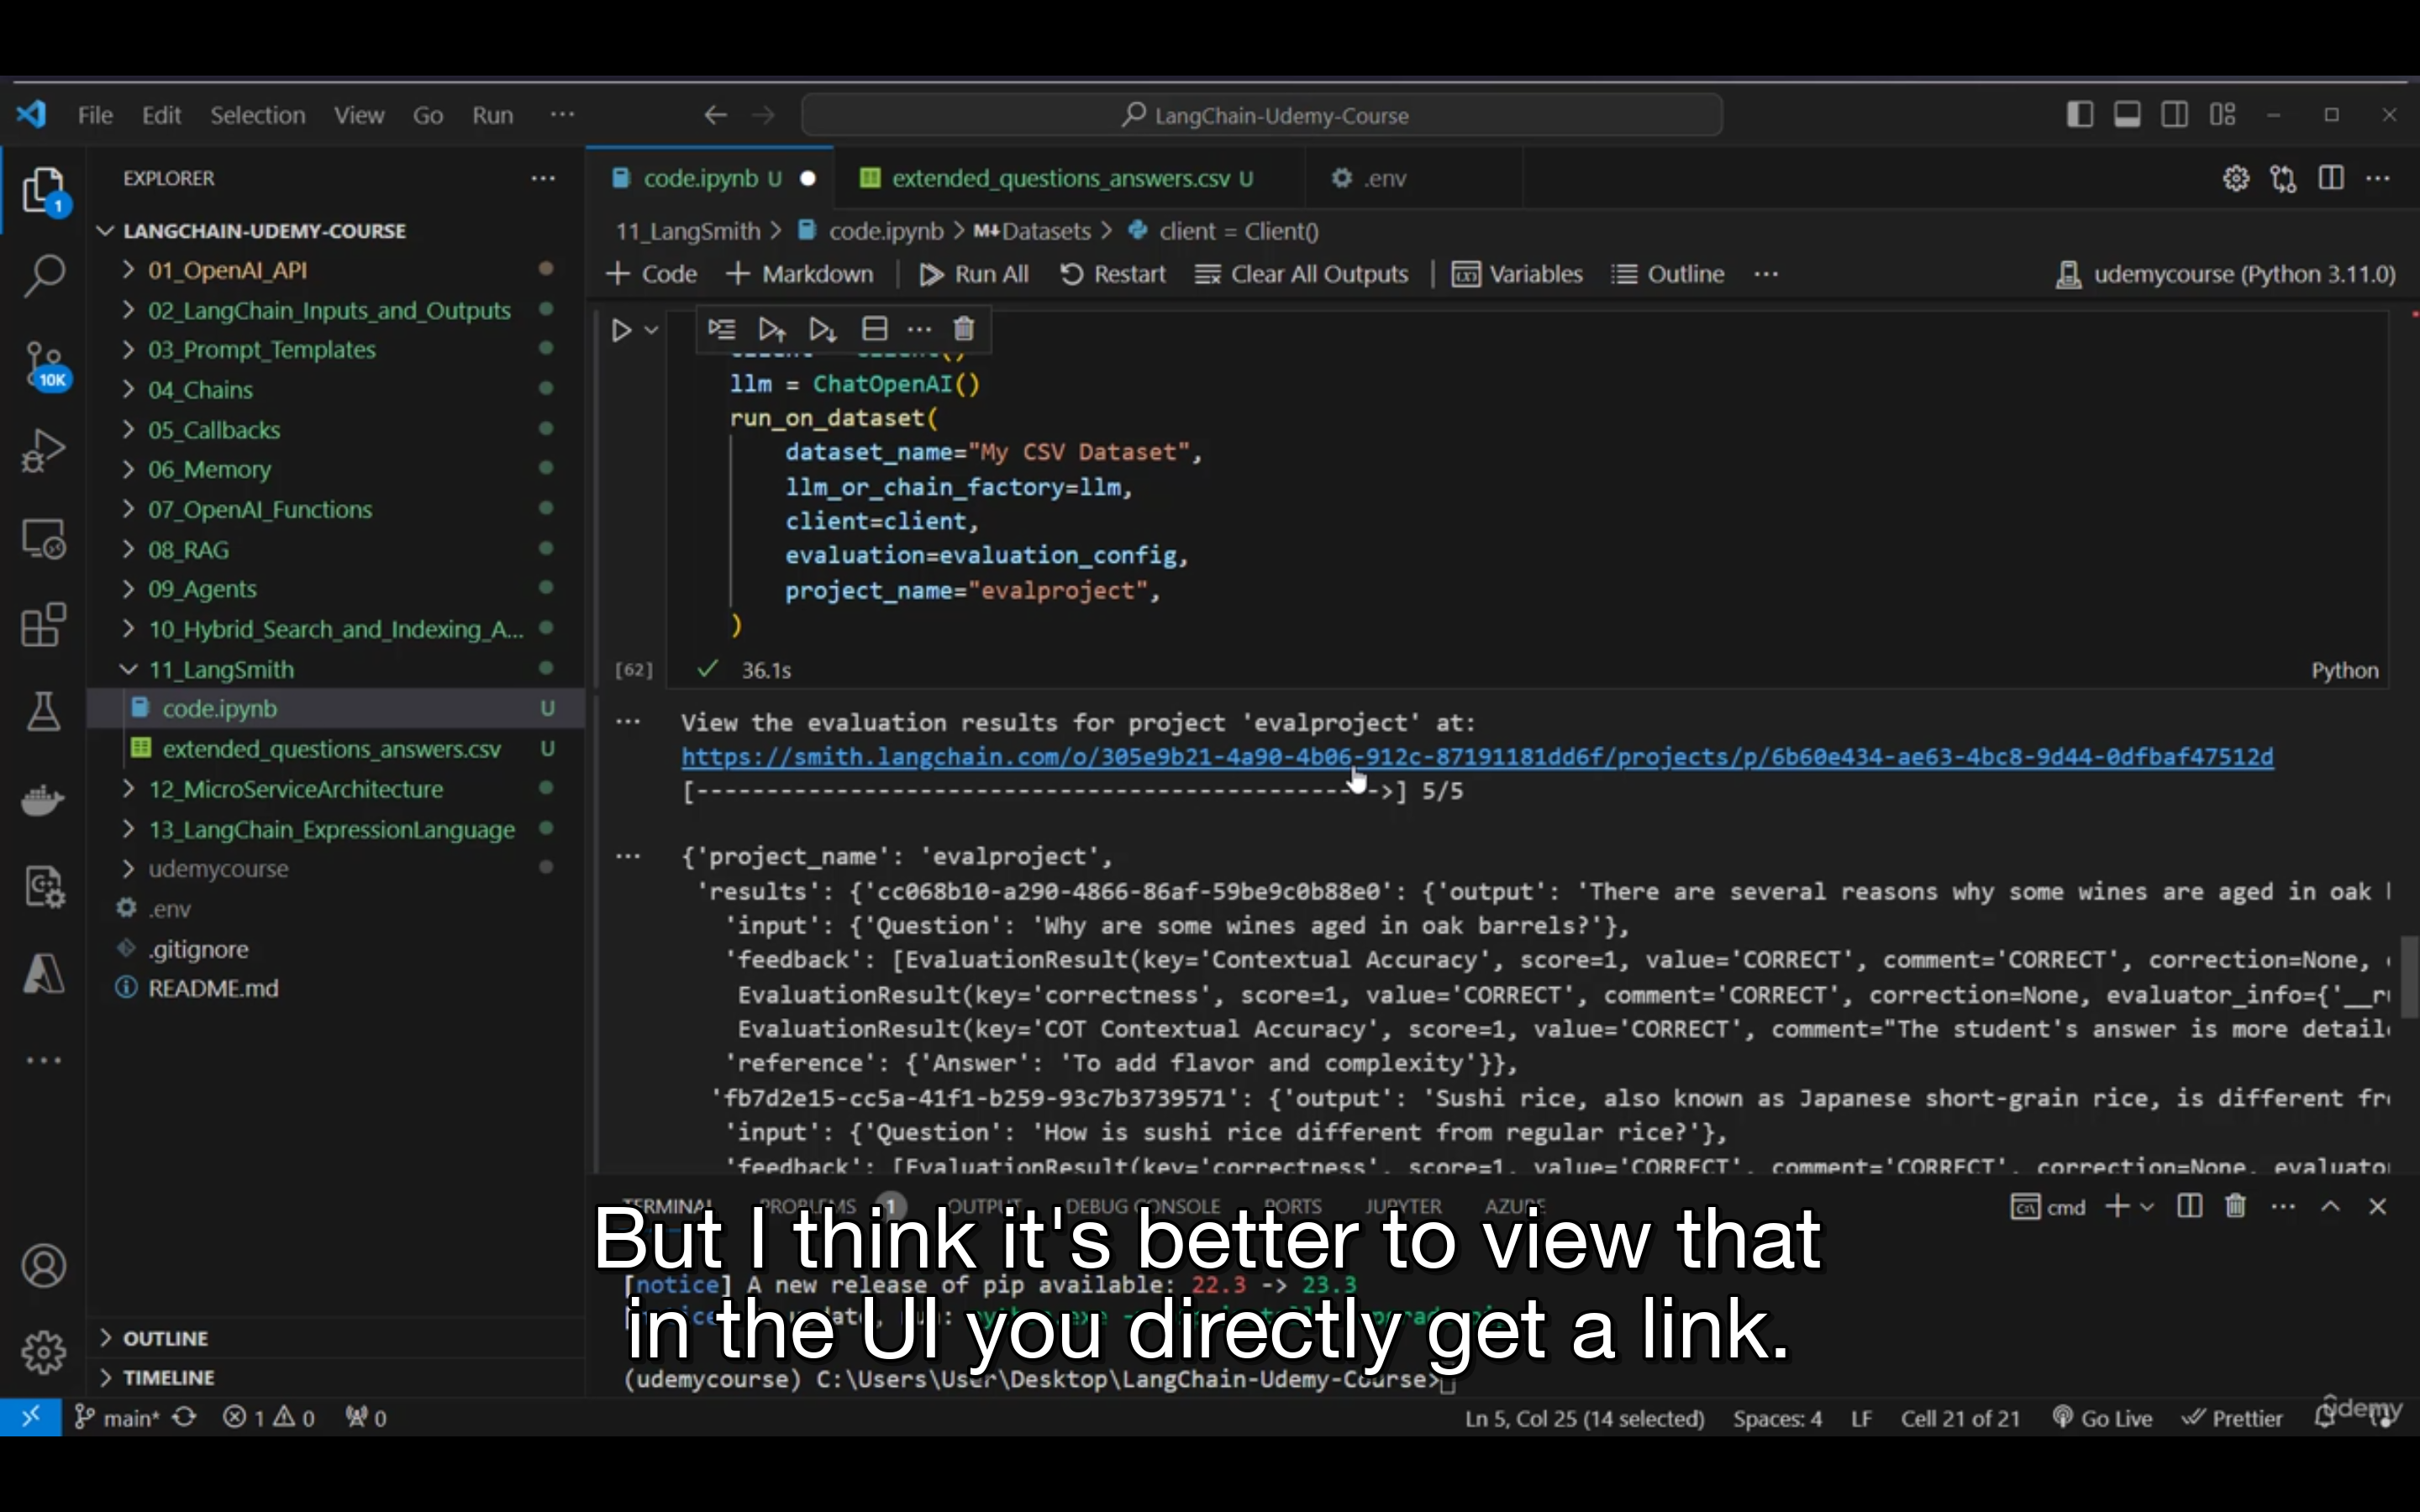 File Edit Selection View Go Run ... LangChain-Udemy-Course
EXPLORER
code.ipynb U
extended_questions_answers.csv U
.env
LANGCHAIN-UDEMY-COURSE
11_LangSmith > code.ipynb > M↓Datasets > client = Client()
01_OpenAI_API
+ Code + Markdown Run All Restart Clear All Outputs Variables Outline ... udemycourse (Python 3.11.0)
02_LangChain_Inputs_and_Outputs
03_Prompt_Templates
04_Chains
05_Callbacks
06_Memory
07_OpenAI_Functions
08_RAG
09_Agents
10_Hybrid_Search_and_Indexing_A...
11_LangSmith
code.ipynb U
extended_questions_answers.csv U
12_MicroServiceArchitecture
13_LangChain_ExpressionLanguage
udemycourse
.env
.gitignore
README.md
OUTLINE
TIMELINE
1
10K
llm = ChatOpenAI()
run_on_dataset(
dataset_name="My CSV Dataset",
llm_or_chain_factory=llm,
client=client,
evaluation=evaluation_config,
project_name="evalproject",
)
[62] 36.1s Python
View the evaluation results for project 'evalproject' at:
https://smith.langchain.com/o/305e9b21-4a90-4b06-912c-87191181dd6f/projects/p/6b60e434-ae63-4bc8-9d44-0dfbaf47512d
[------------------------------------------------->] 5/5
{'project_name': 'evalproject',
'results': {'cc068b10-a290-4866-86af-59be9c0b88e0': {'output': 'There are several reasons why some wines are aged in oak
'input': {'Question': 'Why are some wines aged in oak barrels?'},
'feedback': [EvaluationResult(key='Contextual Accuracy', score=1, value='CORRECT', comment='CORRECT', correction=None,
EvaluationResult(key='correctness', score=1, value='CORRECT', comment='CORRECT', correction=None, evaluator_info={'__r
EvaluationResult(key='COT Contextual Accuracy', score=1, value='CORRECT', comment="The student's answer is more detail
'reference': {'Answer': 'To add flavor and complexity'}},
'fb7d2e15-cc5a-41f1-b259-93c7b3739571': {'output': 'Sushi rice, also known as Japanese short-grain rice, is different fr
'input': {'Question': 'How is sushi rice different from regular rice?'},
'feedback': [EvaluationResult(key='correctness', score=1, value='CORRECT', comment='CORRECT', correction=None, evaluato
TERMINAL PROBLEMS 1 OUTPUT DEBUG CONSOLE PORTS JUPYTER AZURE cmd
But I think it's better to view that
[notice] A new release of pip available: 22.3 -> 23.3
in the UI you directly get a link.
(udemycourse) C:\Users\User\Desktop\LangChain-Udemy-Course>
main* 1 0 0 Ln 5, Col 25 (14 selected) Spaces: 4 LF Cell 21 of 21 Go Live Prettier
udemy